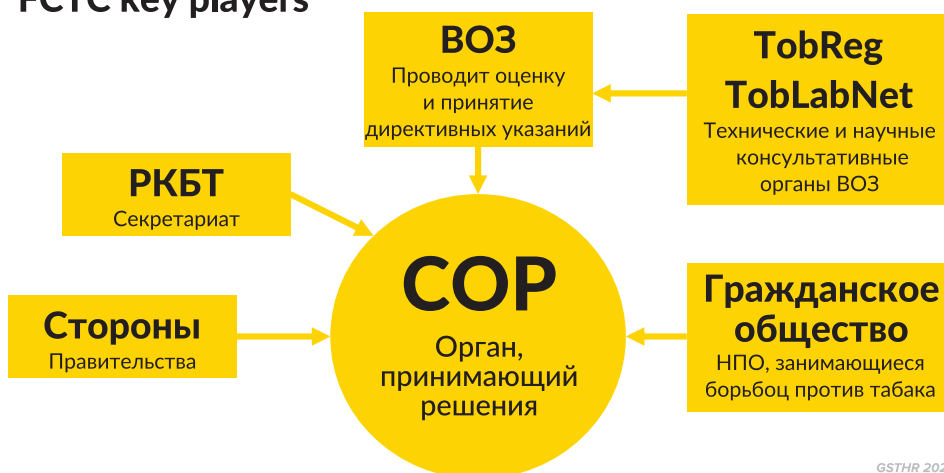 FCTC key players
ВОЗ
Проводит оценку
и принятие
директивных указаний
TobReg
TobLabNet
Технические и научные
консультативные
органы ВОЗ
РКБТ
Секретариат
СОР
Орган,
принимающий
решения
Стороны
Правительства
Гражданское
общество
НПО, занимающиеся
борьбоц против табака
GSTHR 202